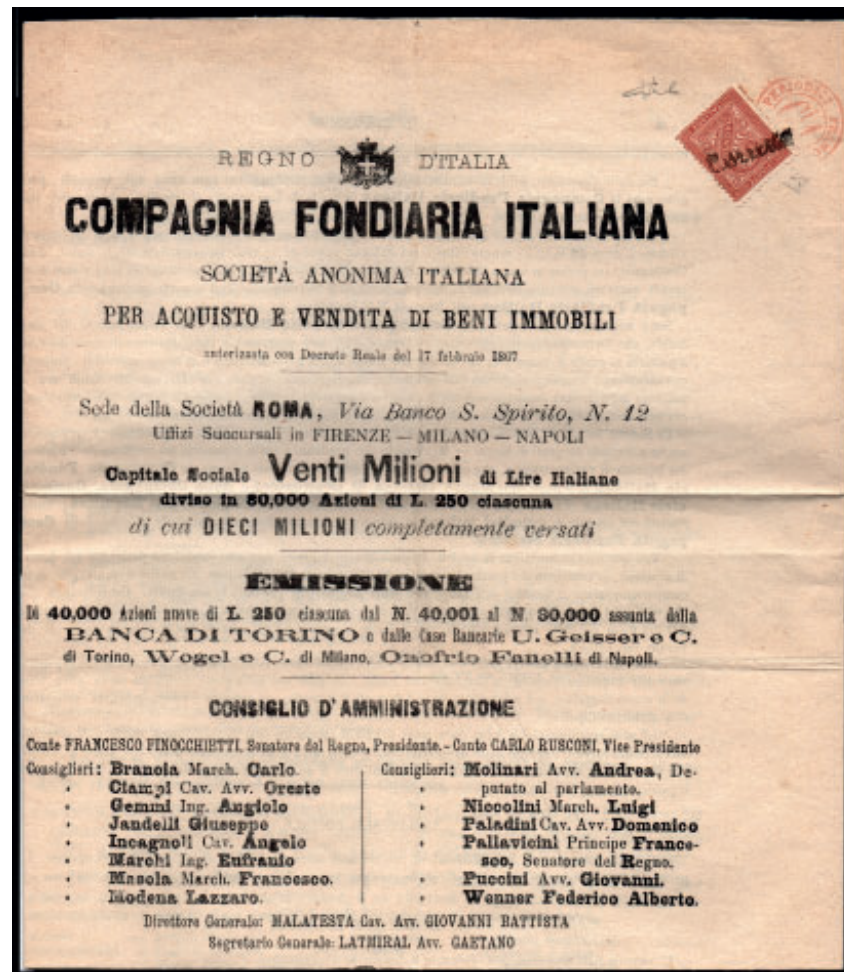 REGNO D'ITALIA
COMPAGNIA FONDIARIA ITALIANA
SOCIETÀ ANONIMA ITALIANA
PER ACQUISTO E VENDITA DI BENI IMMOBILI
autorizzata con Decreto Reale del 17 febbraio 1867
Sede della Società ROMA, Via Banco S. Spirito, N. 12
Uffizi Succursali in FIRENZE — MILANO — NAPOLI
Capitale Sociale Venti Milioni di Lire Italiane
diviso in 80,000 Azioni di L. 250 ciascuna
di cui DIECI MILIONI completamente versati
EMISSIONE
Di 40,000 Azioni nuove di L. 250 ciascuna dal N. 40,001 al N. 80,000 assunta dalla
BANCA DI TORINO e dalle Case Bancarie U. Geisser e C.
di Torino, Wogel e C. di Milano, Onofrio Fanelli di Napoli.
CONSIGLIO D'AMMINISTRAZIONE
Conte FRANCESCO FINOCCHIETTI, Senatore del Regno, Presidente. - Conte CARLO RUSCONI, Vice Presidente
Consiglieri: Brancia March. Carlo.
" Ciampi Cav. Avv. Oreste
" Gemmi Ing. Angiolo
" Jandelli Giuseppe
" Incagnoli Cav. Angelo
" Marchi Ing. Eufranio
" Masola March. Francesco.
" Modena Lazzaro.
Consiglieri: Molinari Avv. Andrea, De-
putato al parlamento.
" Niccolini March. Luigi
" Paladini Cav. Avv. Domenico
" Pallavicini Principe France-
sco, Senatore del Regno.
" Puccini Avv. Giovanni.
" Wenner Federico Alberto.
Direttore Generale: MALATESTA Cav. Avv. GIOVANNI BATTISTA
Segretario Generale: LATMIRAL Avv. GAETANO